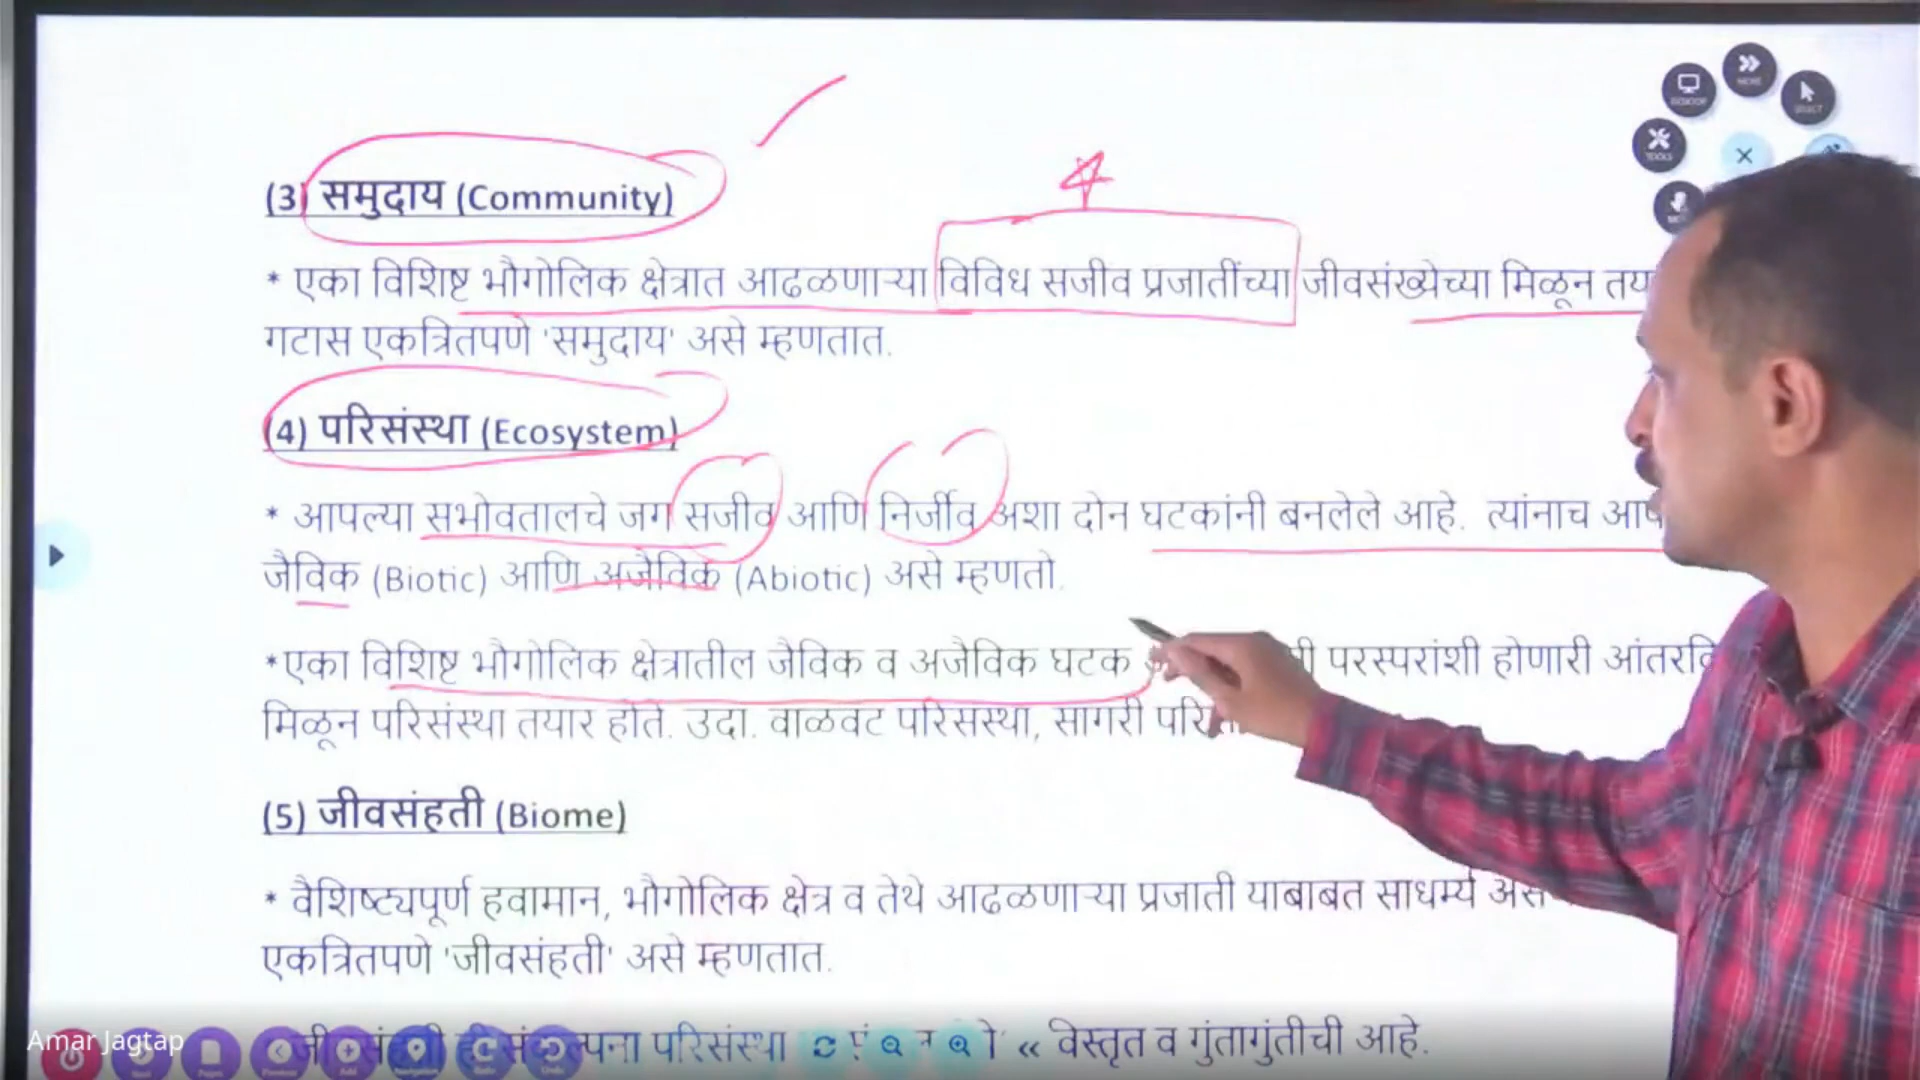 (3) समुदाय (Community)
* एका विशिष्ट भौगोलिक क्षेत्रात आढळणाऱ्या विविध सजीव प्रजातींच्या जीवसंख्येच्या मिळून
गटास एकत्रितपणे 'समुदाय' असे म्हणतात.
(4) परिसंस्था (Ecosystem)
* आपल्या सभोवतालचे जग सजीव आणि निर्जीव अशा दोन घटकांनी बनलेले आहे. त्यांनाच
जैविक (Biotic) आणि अजैविक (Abiotic) असे म्हणतो.
*एका विशिष्ट भौगोलिक क्षेत्रातील जैविक व अजैविक घटक परस्परांशी होणारी
मिळून परिसंस्था तयार होते. उदा. वाळवंट परिसंस्था, सागरी
(5) जीवसंहती (Biome)
* वैशिष्ट्यपूर्ण हवामान, भौगोलिक क्षेत्र व तेथे आढळणाऱ्या प्रजाती याबाबत साधर्म्य
एकत्रितपणे 'जीवसंहती' असे म्हणतात.
परिसंस्था विस्तृत व गुंतागुंतीची आहे.
Amar Jagtap